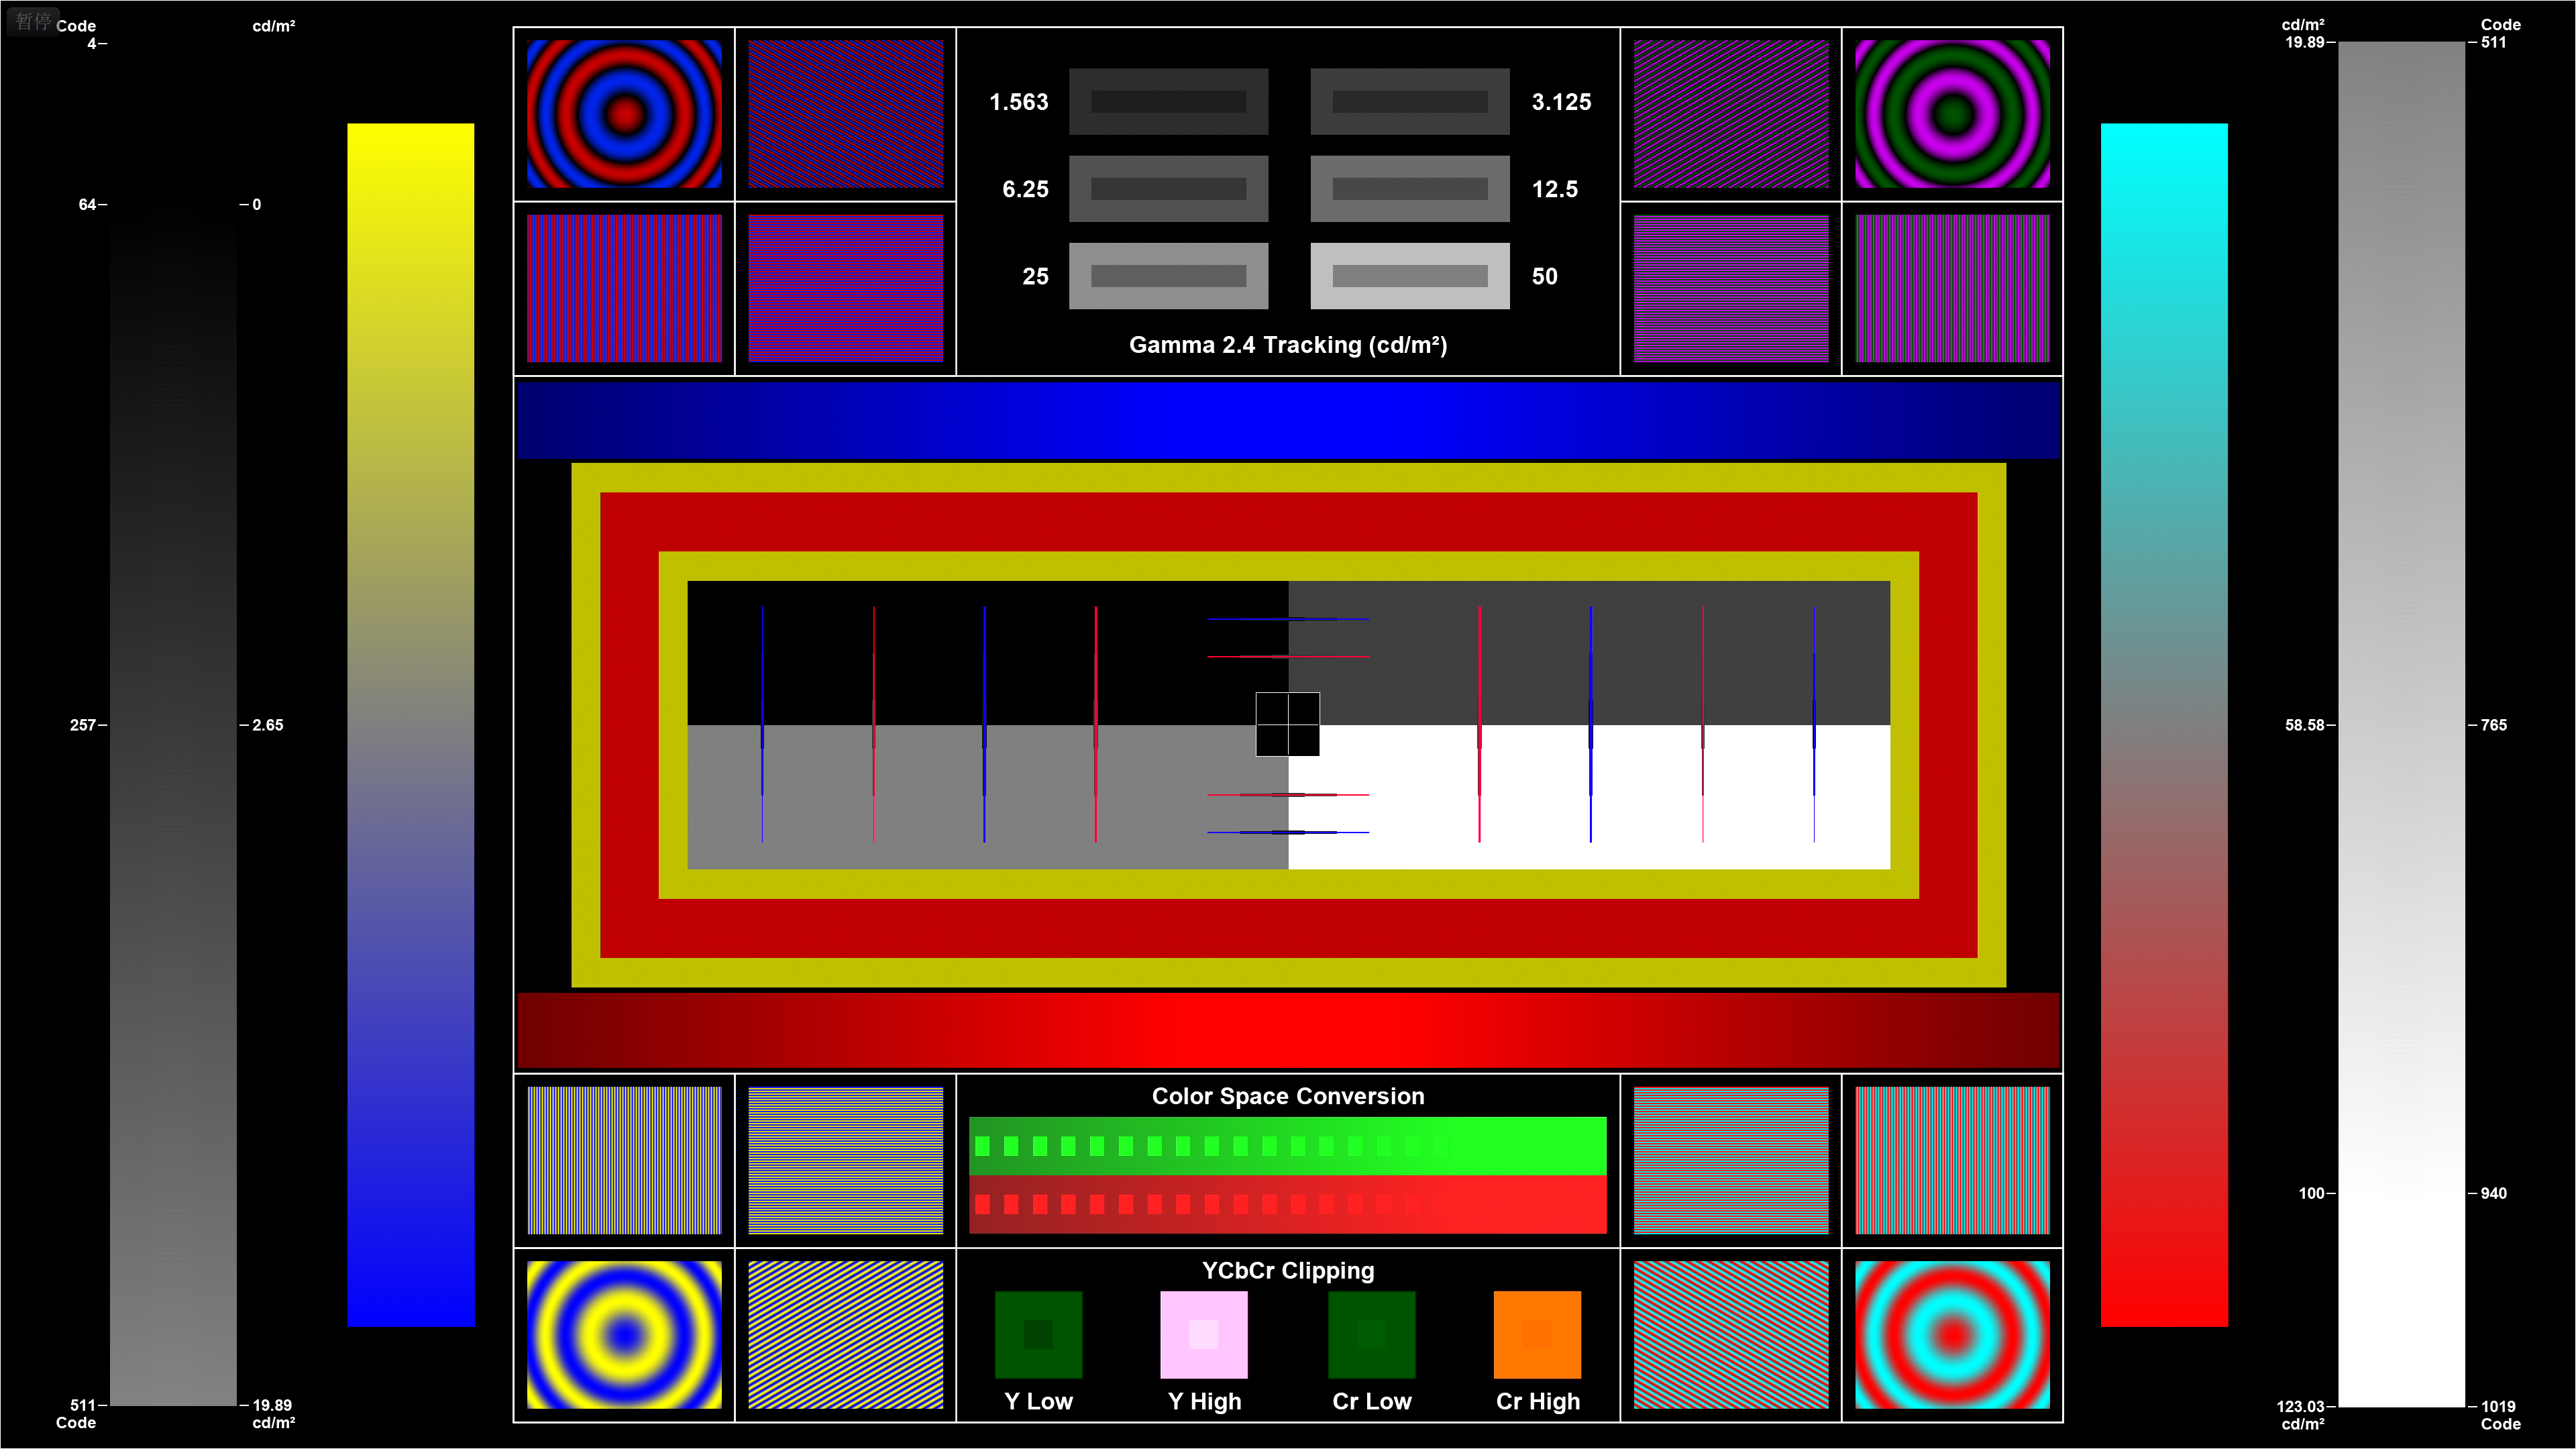 暂停
Code
cd/m²
4
64
0
257
2.65
511
19.89
Code
cd/m²
1.563
3.125
6.25
12.5
25
50
Gamma 2.4 Tracking (cd/m²)
Color Space Conversion
YCbCr Clipping
Y Low
Y High
Cr Low
Cr High
cd/m²
Code
19.89
511
58.58
765
100
940
123.03
1019
cd/m²
Code